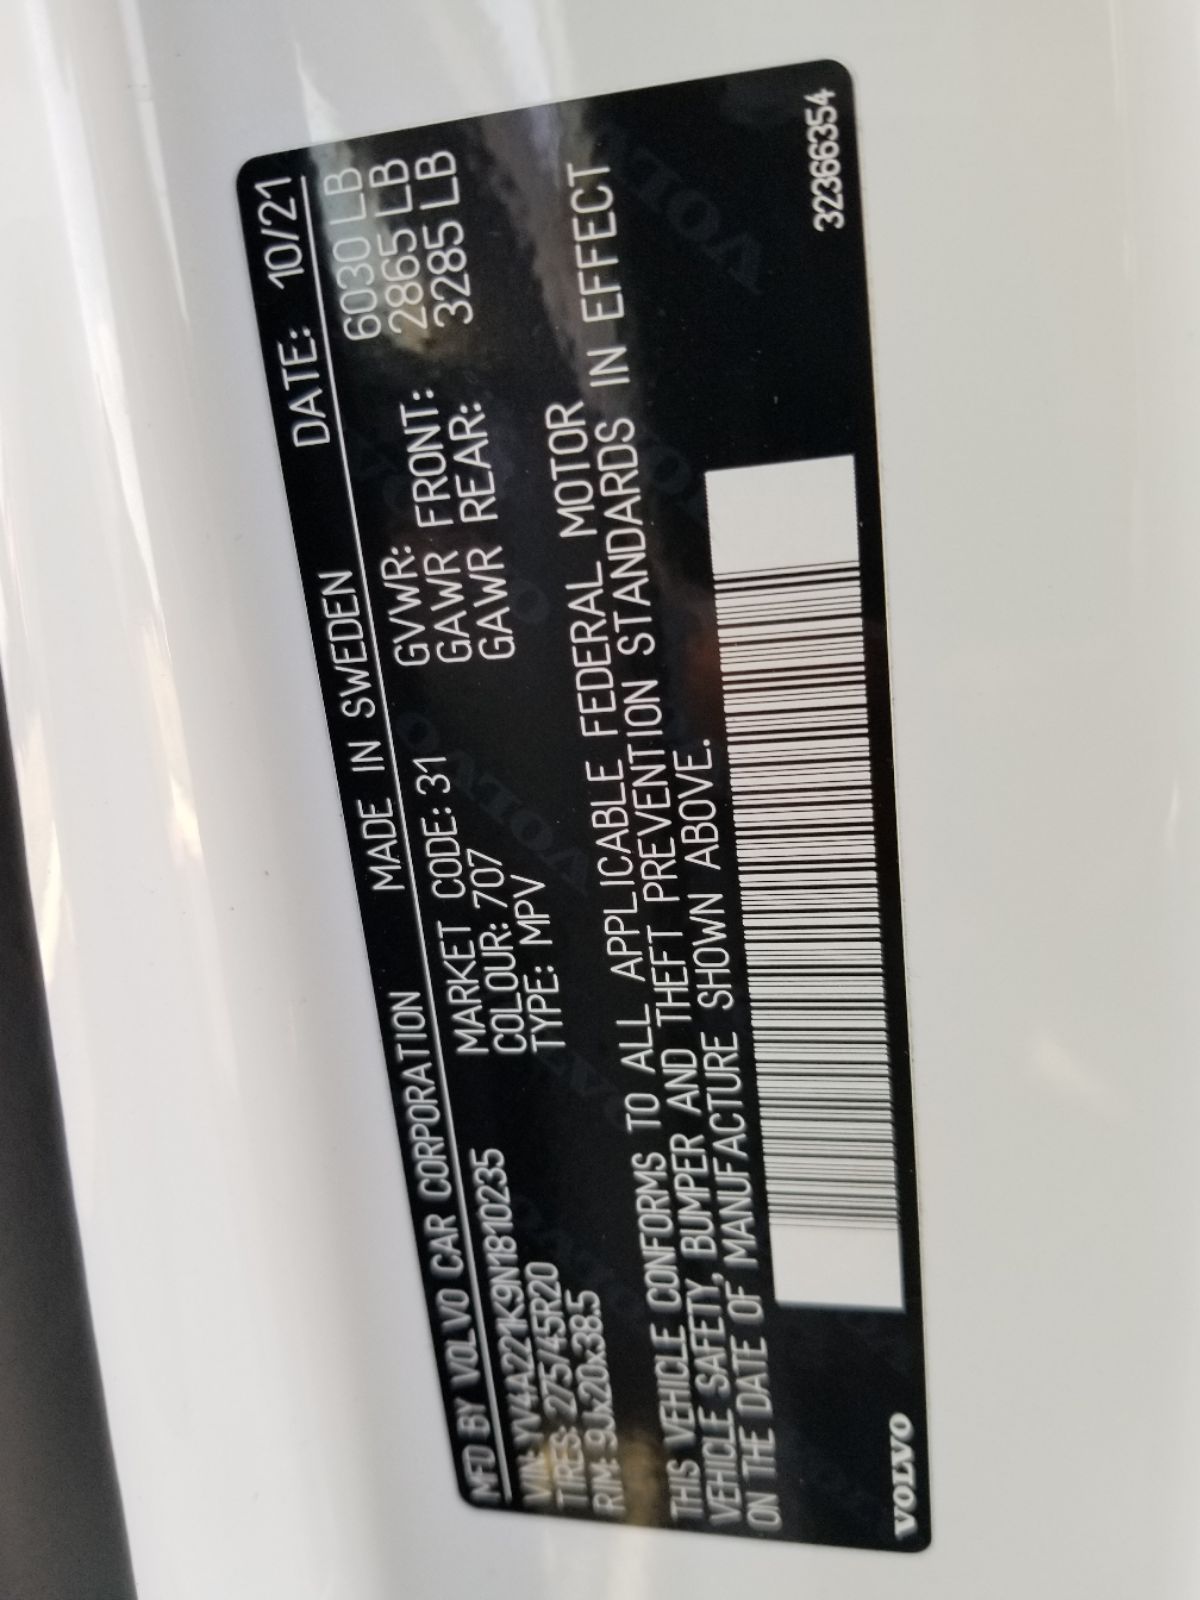 MFD BY VOLVO CAR CORPORATION MADE IN SWEDEN DATE: 10/21
VIN: YV4A221K9N1810235 MARKET CODE: 31 GVWR: 6030 LB
TIRES: 275/45R20 COLOUR: 707 GAWR FRONT: 2865 LB
RIM: 9Jx20x38.5 TYPE: MPV GAWR REAR: 3285 LB
THIS VEHICLE CONFORMS TO ALL APPLICABLE FEDERAL MOTOR
VEHICLE SAFETY, BUMPER AND THEFT PREVENTION STANDARDS IN EFFECT
ON THE DATE OF MANUFACTURE SHOWN ABOVE.
VOLVO 32366354